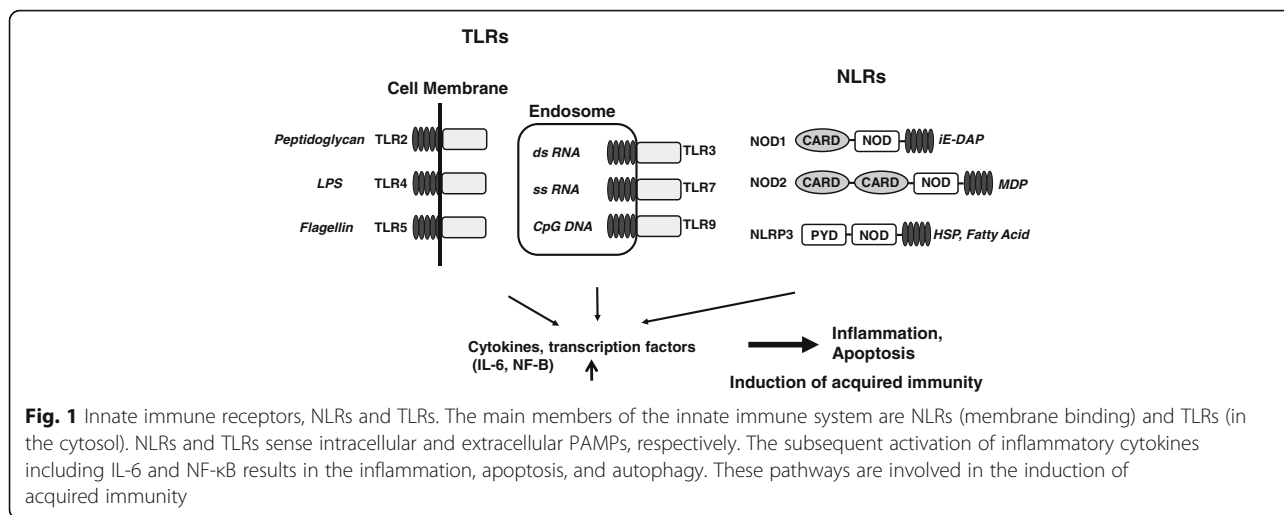 TLRs
NLRs
Cell Membrane
Endosome
Peptidoglycan TLR2
LPS TLR4
Flagellin TLR5
ds RNA TLR3
ss RNA TLR7
CpG DNA TLR9
NOD1 CARD NOD iE-DAP
NOD2 CARD CARD NOD MDP
NLRP3 PYD NOD HSP, Fatty Acid
Cytokines, transcription factors
(IL-6, NF-B)
Inflammation,
Apoptosis
Induction of acquired immunity
Fig. 1 Innate immune receptors, NLRs and TLRs. The main members of the innate immune system are NLRs (membrane binding) and TLRs (in
the cytosol). NLRs and TLRs sense intracellular and extracellular PAMPs, respectively. The subsequent activation of inflammatory cytokines
including IL-6 and NF-κB results in the inflammation, apoptosis, and autophagy. These pathways are involved in the induction of
acquired immunity